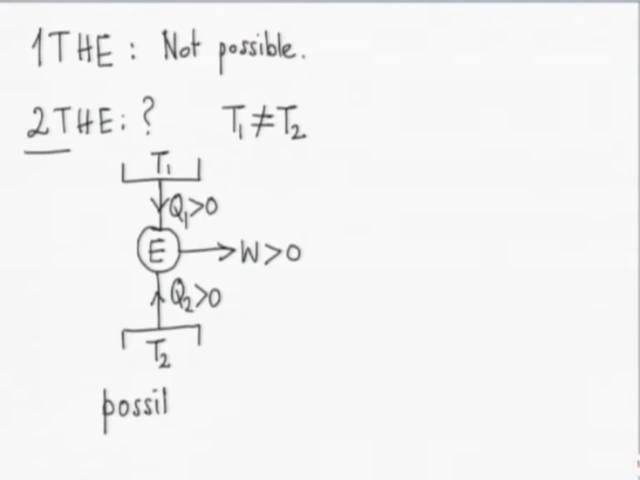 1THE : Not possible.
2THE : ? T₁≠T₂
T₁
Q₁>0
E W>0
Q₂>0
T₂
possil